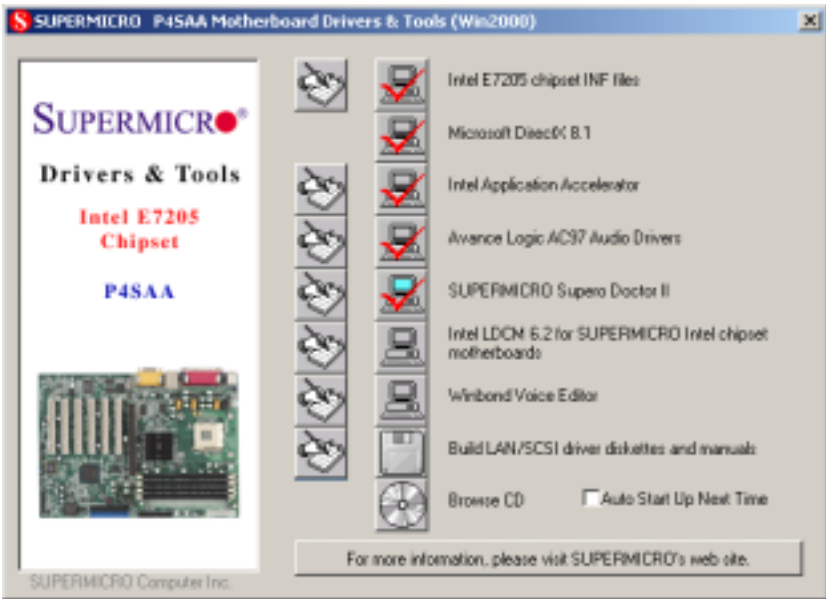 SUPERMICRO P4SAA Motherboard Drivers & Tools (Win2000)
SUPERMICRO®
Drivers & Tools
Intel E7205
Chipset
P4SAA
Intel E7205 chipset INF files
Microsoft DirectX 8.1
Intel Application Accelerator
Avance Logic AC97 Audio Drivers
SUPERMICRO Supero Doctor II
Intel LDCM 6.2 for SUPERMICRO Intel chipset
motherboards
Winbond Voice Editor
Build LAN/SCSI driver diskettes and manuals
Browse CD
Auto Start Up Next Time
For more information, please visit SUPERMICRO's web site.
SUPERMICRO Computer Inc.